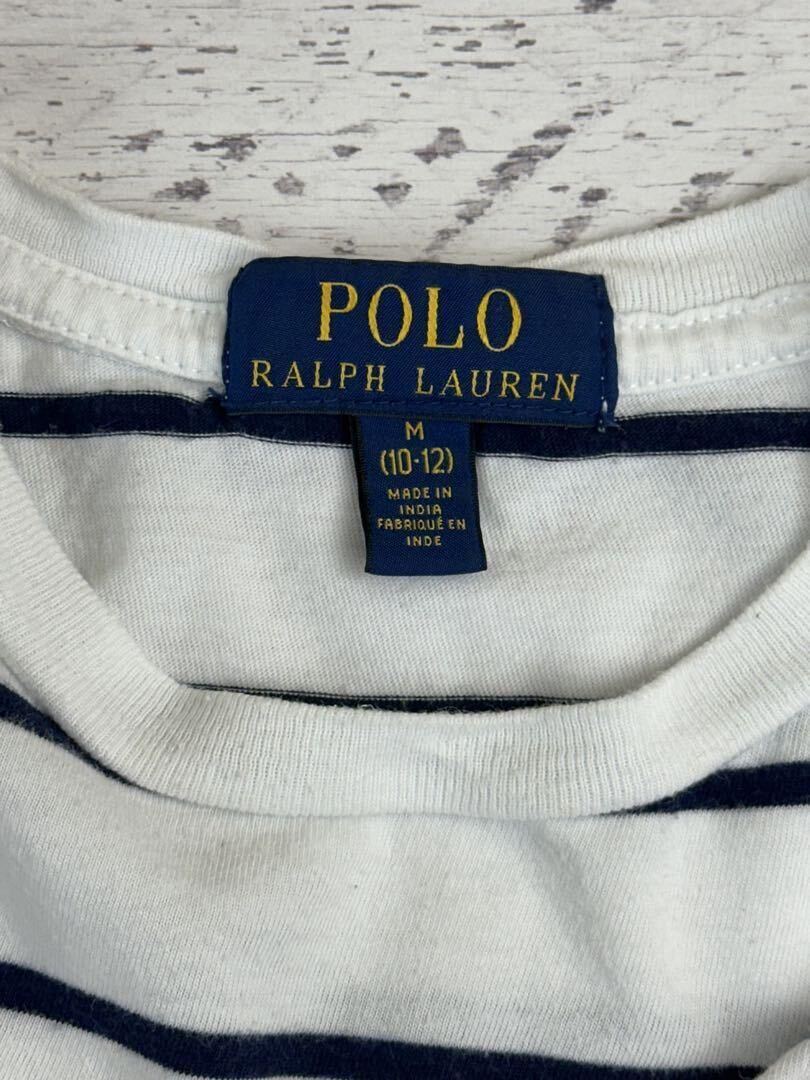 POLO
RALPH LAUREN
M
(10-12)
MADE IN
INDIA
FABRIQUÉ EN
INDE